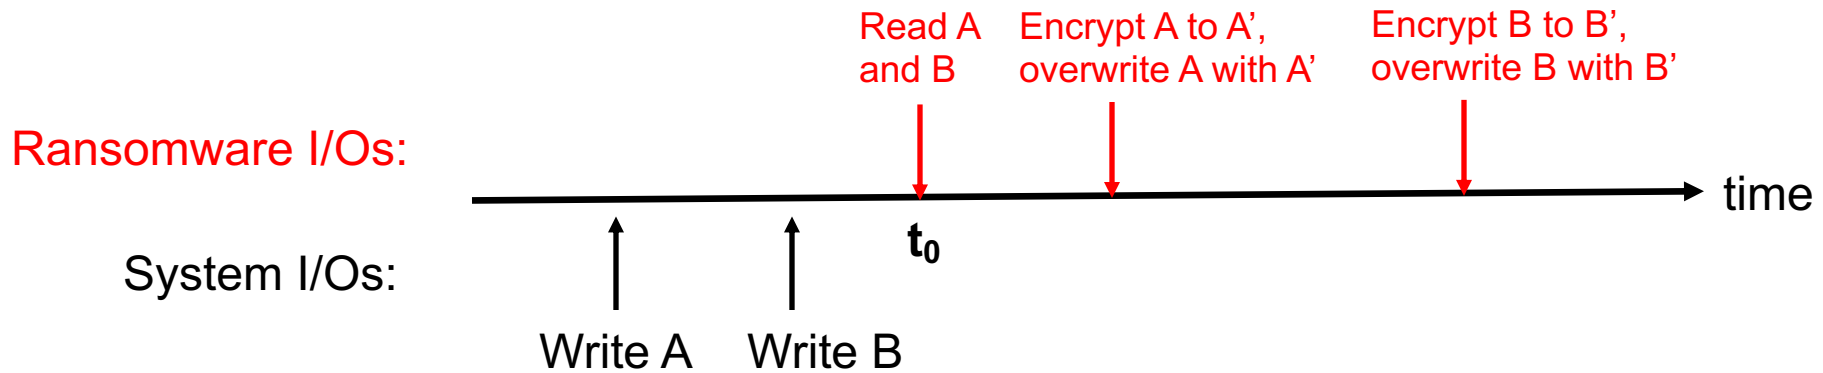 Read A
and B
Encrypt A to A’,
overwrite A with A’
Encrypt B to B’,
overwrite B with B’
Ransomware I/Os:
time
t0
System I/Os:
Write A
Write B